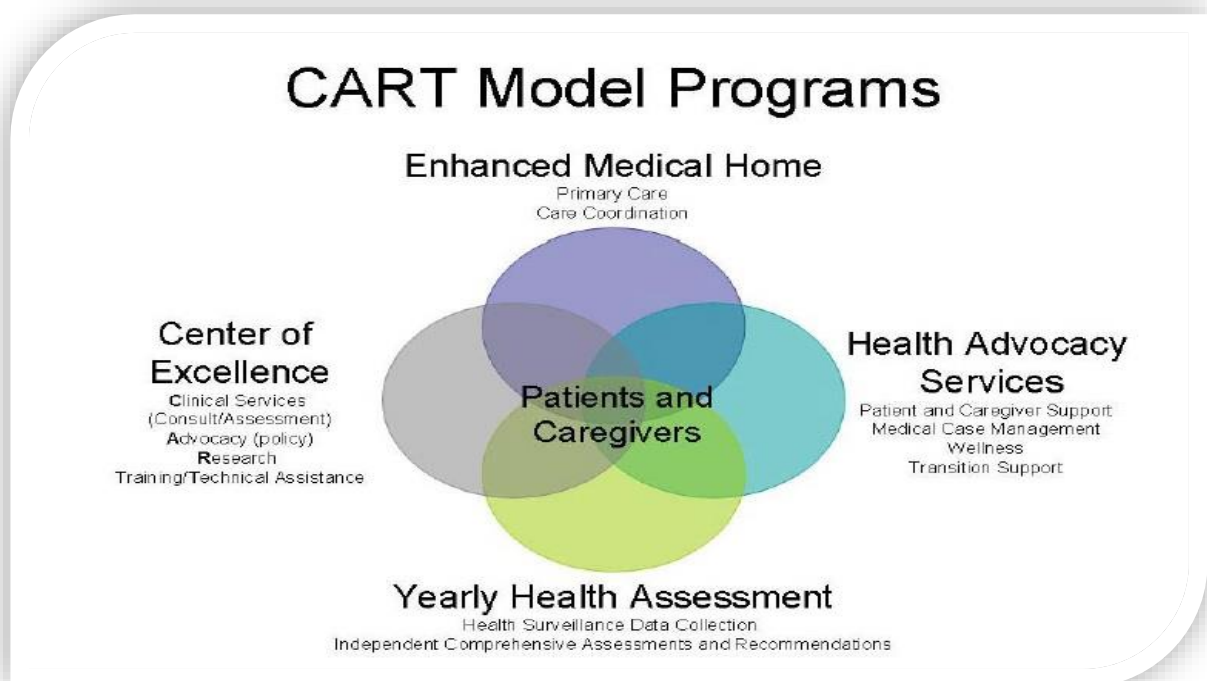 CART Model Programs
Enhanced Medical Home
Primary Care
Care Coordination
Center of
Excellence
Clinical Services
(Consult/Assessment)
Advocacy (policy)
Research
Training/Technical Assistance
Patients and
Caregivers
Health Advocacy
Services
Patient and Caregiver Support
Medical Case Management
Wellness
Transition Support
Yearly Health Assessment
Health Surveillance Data Collection
Independent Comprehensive Assessments and Recommendations